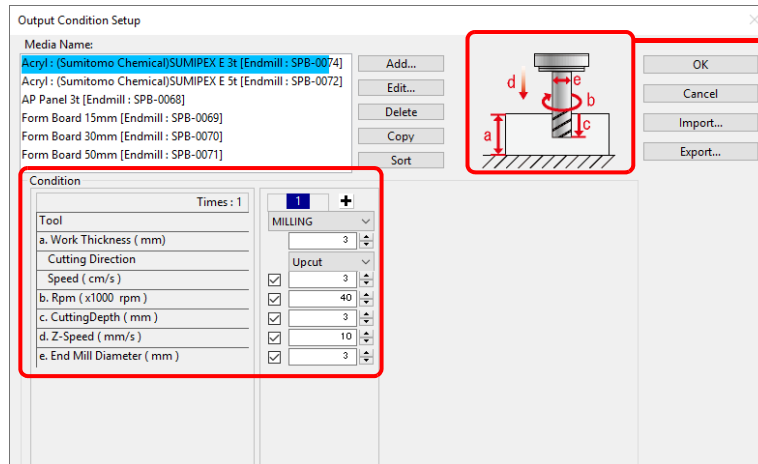 Output Condition Setup
Media Name:
Acryl : (Sumitomo Chemical)SUMIPEX E 3t [Endmill : SPB-0074]
Acryl : (Sumitomo Chemical)SUMIPEX E 5t [Endmill : SPB-0072]
AP Panel 3t [Endmill : SPB-0068]
Form Board 15mm [Endmill : SPB-0069]
Form Board 30mm [Endmill : SPB-0070]
Form Board 50mm [Endmill : SPB-0071]
Add...
Edit...
Delete
Copy
Sort
d
e
b
a
c
OK
Cancel
Import...
Export...
Condition
Times : 1
1 +
Tool MILLING
a. Work Thickness ( mm) 3
Cutting Direction Upcut
Speed ( cm/s ) 3
b. Rpm ( x1000 rpm ) 40
c. CuttingDepth ( mm ) 3
d. Z-Speed ( mm/s ) 10
e. End Mill Diameter ( mm ) 3